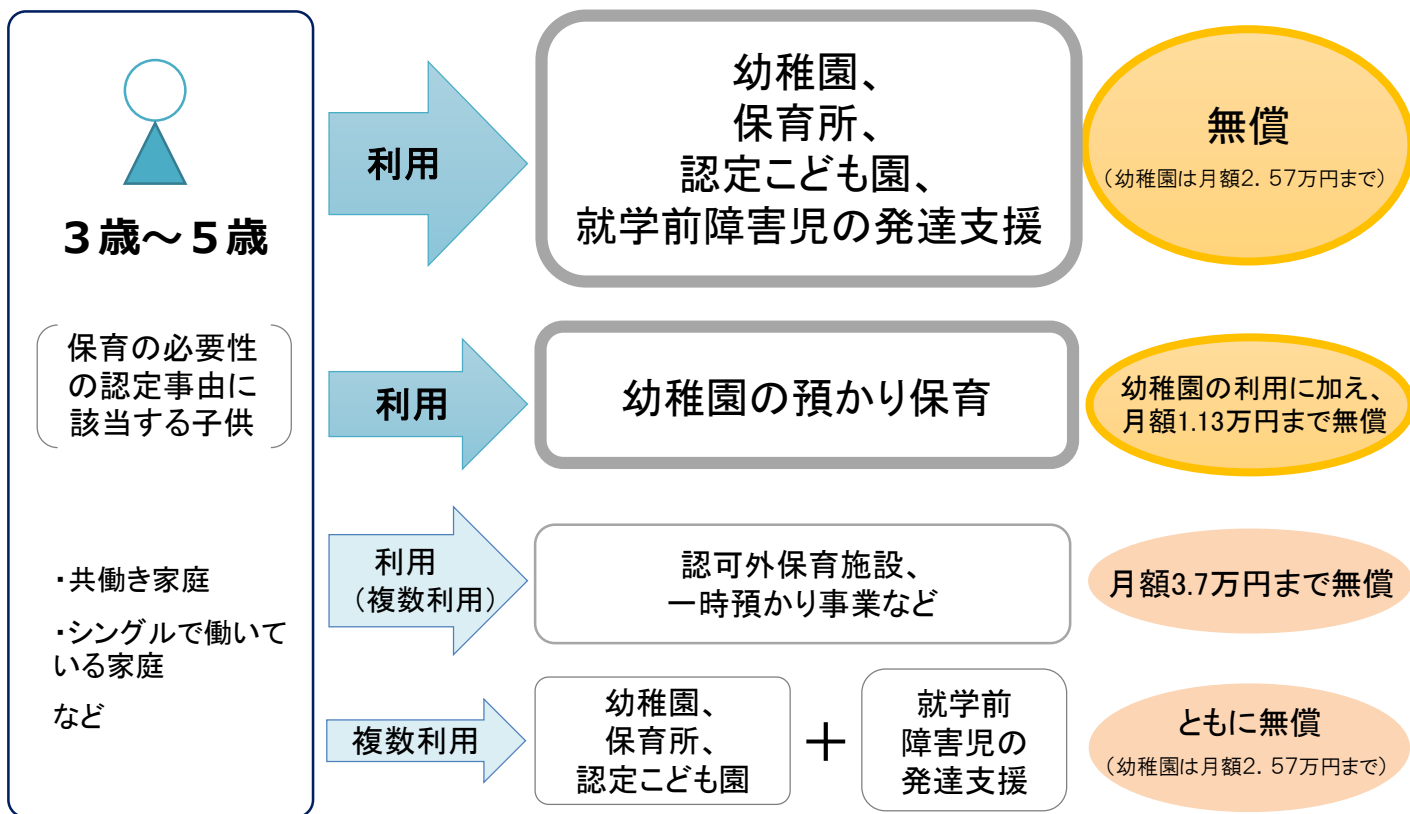 ３歳～５歳
保育の必要性
の認定事由に
該当する子供
・共働き家庭
・シングルで働いて
いる家庭
など
利用
幼稚園、
保育所、
認定こども園、
就学前障害児の発達支援
無償
（幼稚園は月額2．57万円まで）
利用
幼稚園の預かり保育
幼稚園の利用に加え、
月額1.13万円まで無償
利用
（複数利用）
認可外保育施設、
一時預かり事業など
月額3.7万円まで無償
複数利用
幼稚園、
保育所、
認定こども園
＋
就学前
障害児の
発達支援
ともに無償
（幼稚園は月額2．57万円まで）